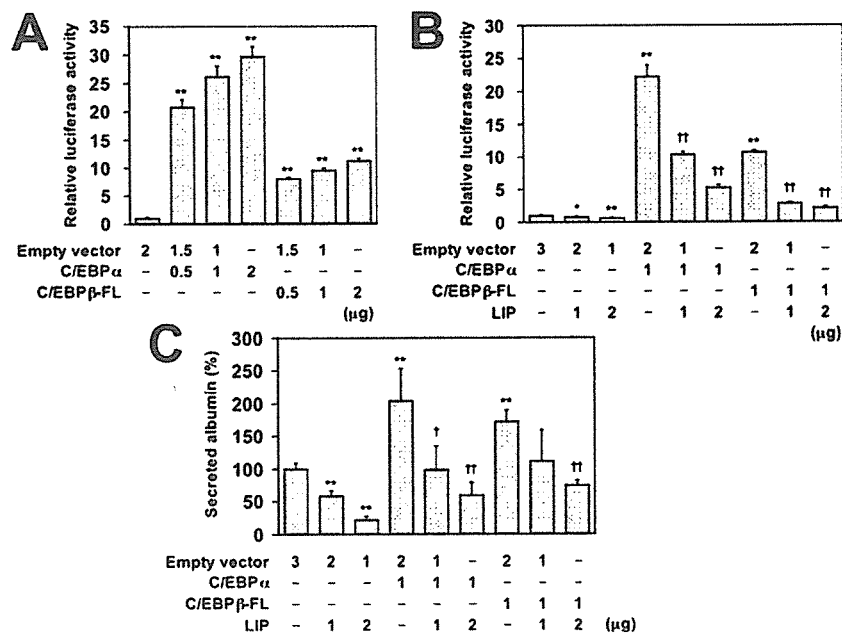 A
Relative luciferase activity
35
30
25
20
15
10
5
0
** ** ** ** ** **
Empty vector 2 1.5 1 – 1.5 1 –
C/EBPα – 0.5 1 2 – – –
C/EBPβ-FL – – – – 0.5 1 2
(μg)
B
Relative luciferase activity
30
25
20
15
10
5
0
* ** ** †† †† ** †† ††
Empty vector 3 2 1 2 1 – 2 1 –
C/EBPα – – – 1 1 1 – – –
C/EBPβ-FL – – – – – – 1 1 1
LIP – 1 2 – 1 2 – 1 2
(μg)
C
Secreted albumin (%)
300
250
200
150
100
50
0
** ** ** † †† ** ††
Empty vector 3 2 1 2 1 – 2 1 –
C/EBPα – – – 1 1 1 – – –
C/EBPβ-FL – – – – – – 1 1 1
LIP – 1 2 – 1 2 – 1 2 (μg)